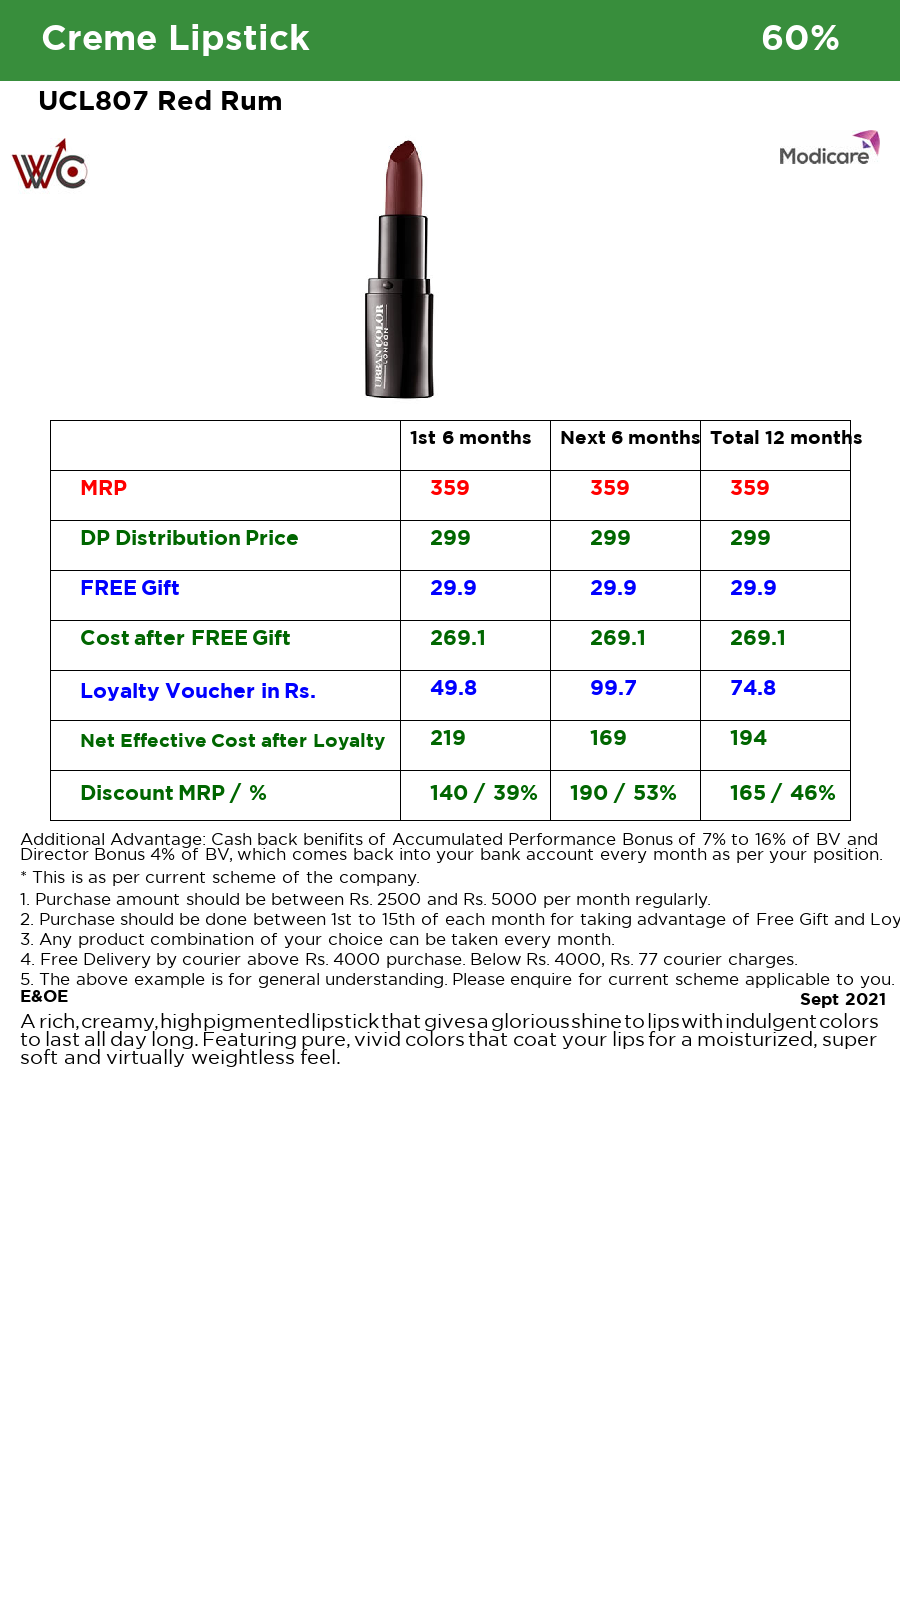 Creme Lipstick 60%
UCL807 Red Rum
WC
Modicare
URBAN COLOR
LONDON
1st 6 months Next 6 months Total 12 months
MRP 359 359 359
DP Distribution Price 299 299 299
FREE Gift 29.9 29.9 29.9
Cost after FREE Gift 269.1 269.1 269.1
Loyalty Voucher in Rs. 49.8 99.7 74.8
Net Effective Cost after Loyalty 219 169 194
Discount MRP / % 140 / 39% 190 / 53% 165 / 46%
Additional Advantage: Cash back benifits of Accumulated Performance Bonus of 7% to 16% of BV and
Director Bonus 4% of BV, which comes back into your bank account every month as per your position.
* This is as per current scheme of the company.
1. Purchase amount should be between Rs. 2500 and Rs. 5000 per month regularly.
2. Purchase should be done between 1st to 15th of each month for taking advantage of Free Gift and Loy
3. Any product combination of your choice can be taken every month.
4. Free Delivery by courier above Rs. 4000 purchase. Below Rs. 4000, Rs. 77 courier charges.
5. The above example is for general understanding. Please enquire for current scheme applicable to you.
E&OE Sept 2021
A rich, creamy, high pigmented lipstick that gives a glorious shine to lips with indulgent colors
to last all day long. Featuring pure, vivid colors that coat your lips for a moisturized, super
soft and virtually weightless feel.